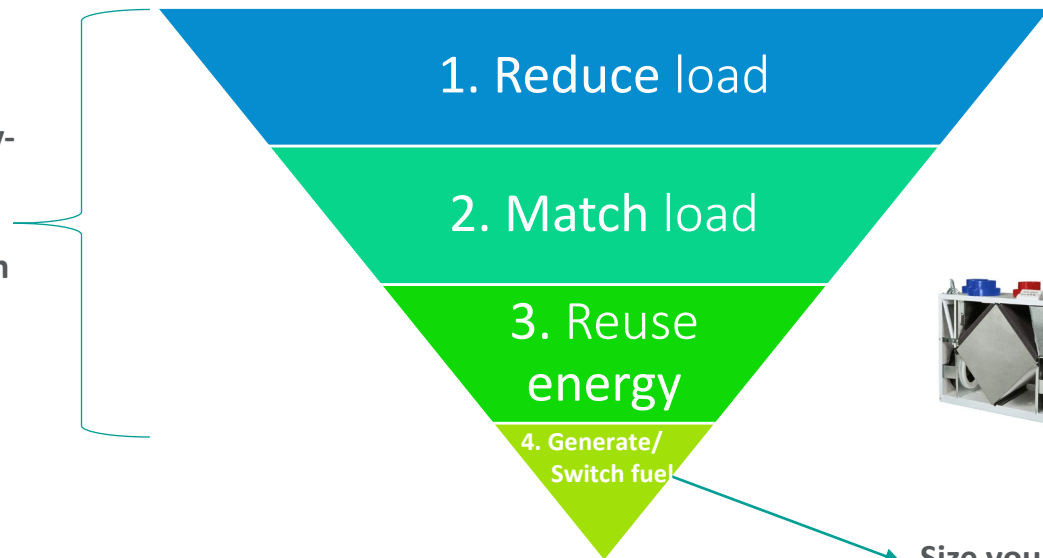 1. Reduce load
2. Match load
3. Reuse
energy
4. Generate/
Switch fuel